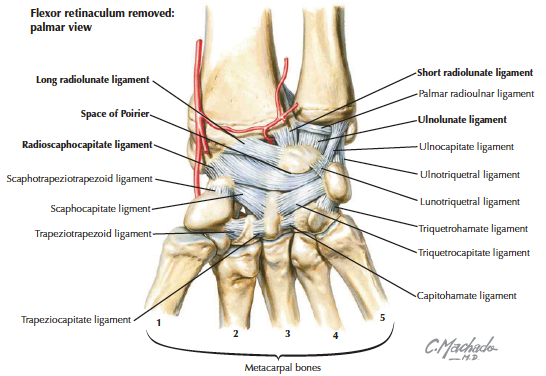 Flexor retinaculum removed:
palmar view
Long radiolunate ligament
Space of Poirier
Radioscaphocapitate ligament
Scaphotrapeziotrapezoid ligament
Scaphocapitate ligment
Trapeziotrapezoid ligament
Trapeziocapitate ligament
Short radiolunate ligament
Palmar radioulnar ligament
Ulnolunate ligament
Ulnocapitate ligament
Ulnotriquetral ligament
Lunotriquetral ligament
Triquetrohamate ligament
Triquetrocapitate ligament
Capitohamate ligament
1
2
3
4
5
Metacarpal bones
C. Machado
M.D.